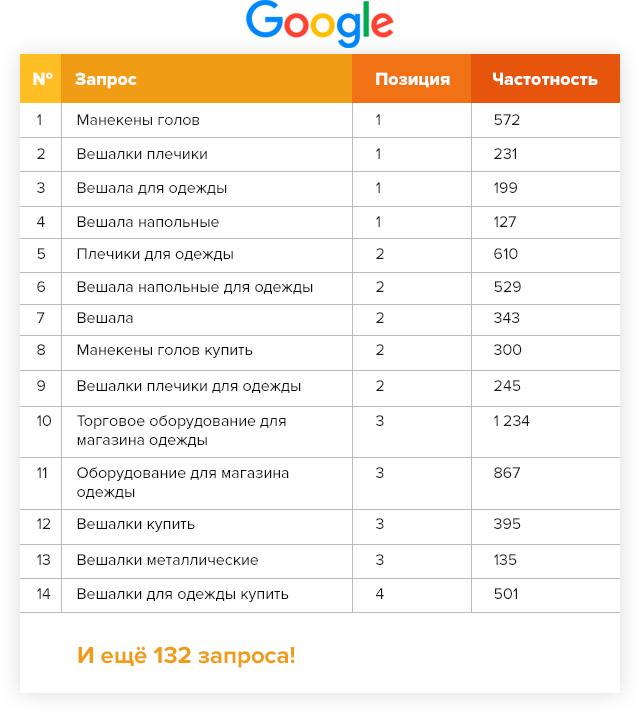 Google
№ Запрос Позиция Частотность
1 Манекены голов 1 572
2 Вешалки плечики 1 231
3 Вешала для одежды 1 199
4 Вешала напольные 1 127
5 Плечики для одежды 2 610
6 Вешала напольные для одежды 2 529
7 Вешала 2 343
8 Манекены голов купить 2 300
9 Вешалки плечики для одежды 2 245
10 Торговое оборудование для 3 1 234
магазина одежды
11 Оборудование для магазина 3 867
одежды
12 Вешалки купить 3 395
13 Вешалки металлические 3 135
14 Вешалки для одежды купить 4 501
И ещё 132 запроса!